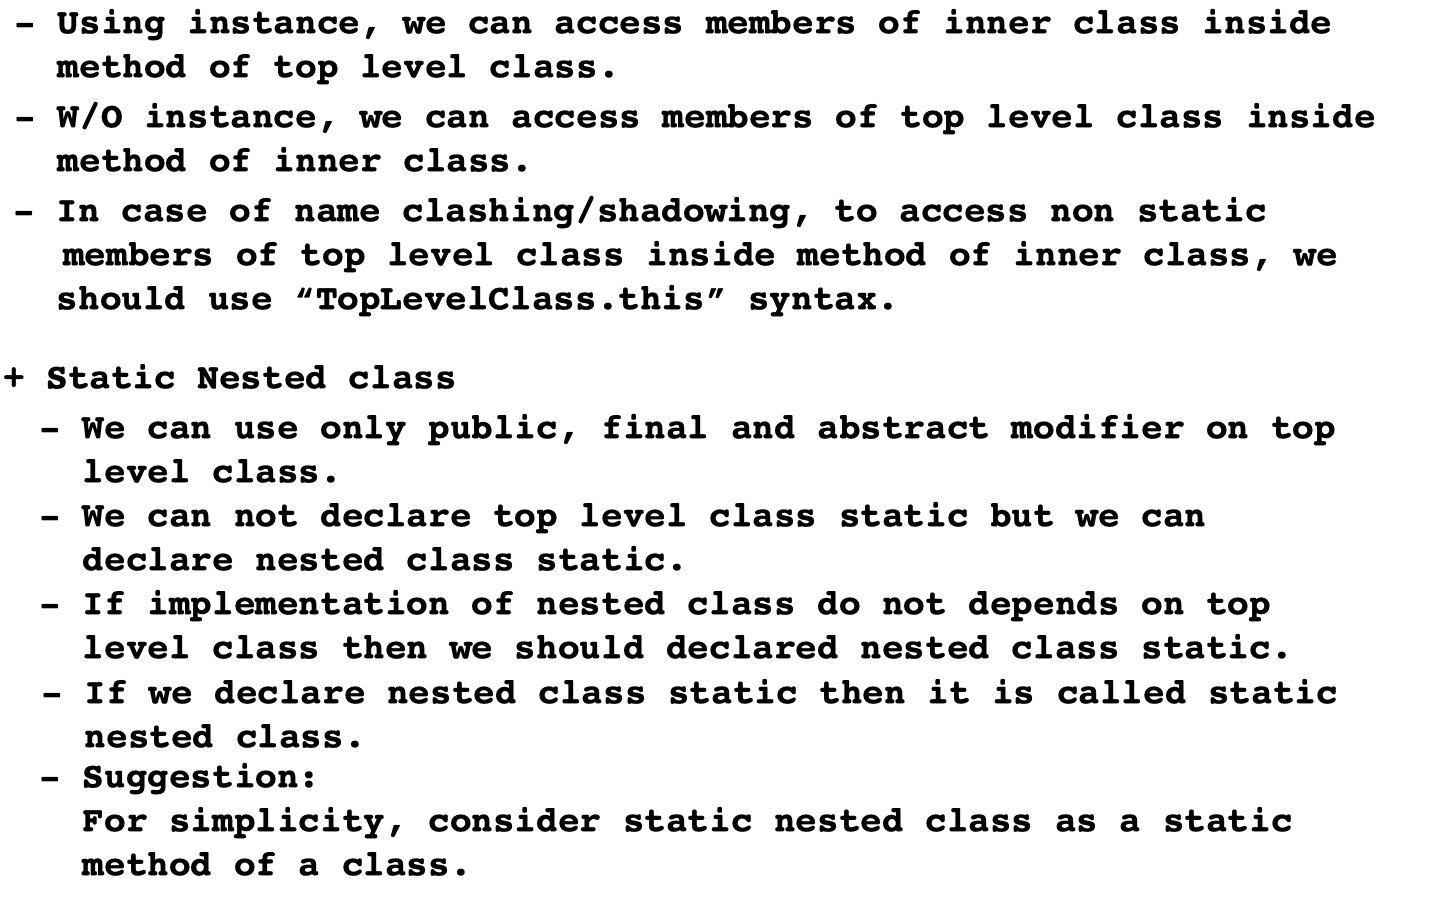 - Using instance, we can access members of inner class inside
method of top level class.
- W/O instance, we can access members of top level class inside
method of inner class.
- In case of name clashing/shadowing, to access non static
members of top level class inside method of inner class, we
should use “TopLevelClass.this” syntax.
+ Static Nested class
- We can use only public, final and abstract modifier on top
level class.
- We can not declare top level class static but we can
declare nested class static.
- If implementation of nested class do not depends on top
level class then we should declared nested class static.
- If we declare nested class static then it is called static
nested class.
- Suggestion:
For simplicity, consider static nested class as a static
method of a class.